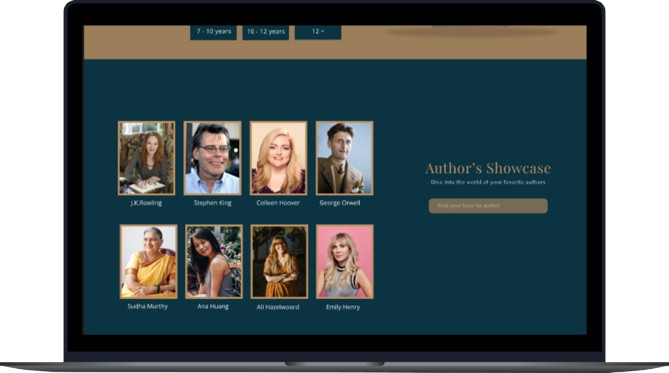 7 - 10 years
10 - 12 years
12 +
Author's Showcase
Dive into the world of your favorite authors
Find your favorite author
J.K.Rowling
Stephen King
Colleen Hoover
George Orwell
Sudha Murthy
Ana Huang
Ali Hazelwoord
Emily Henry